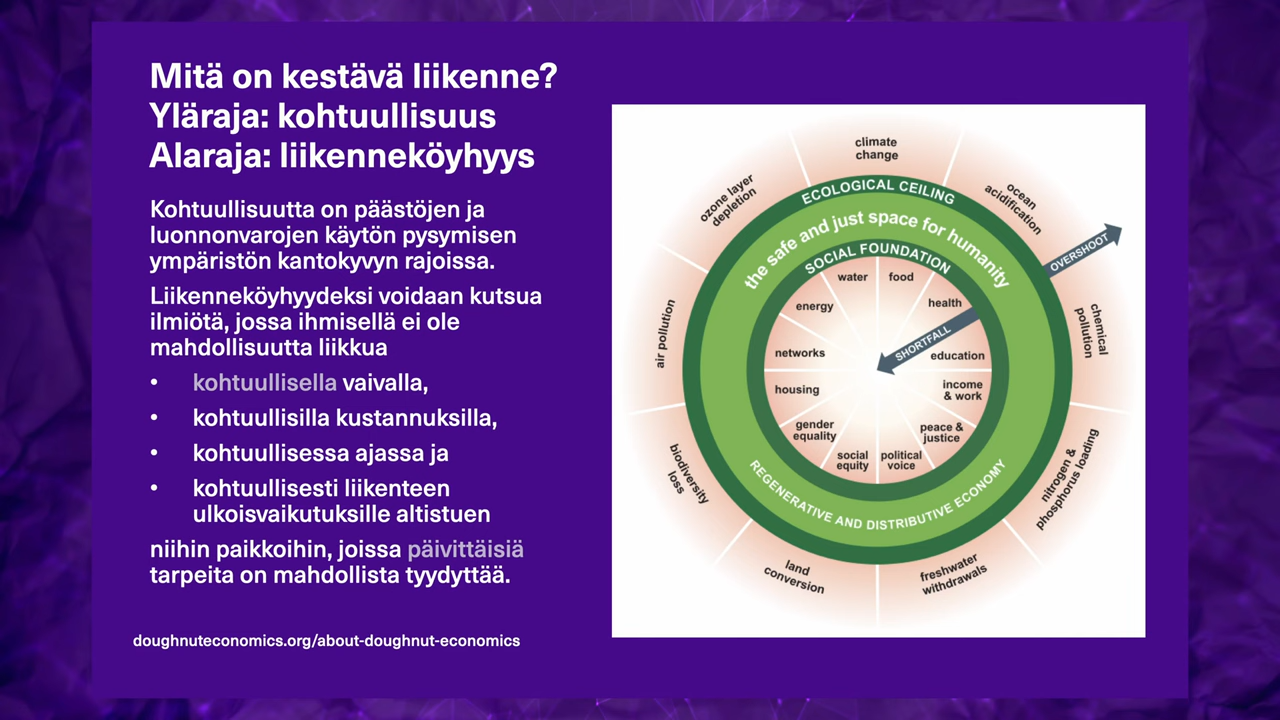 Mitä on kestävä liikenne?
Yläraja: kohtuullisuus
Alaraja: liikenneköyhyys
Kohtuullisuutta on päästöjen ja
luonnonvarojen käytön pysymisen
ympäristön kantokyvyn rajoissa.
Liikenneköyhyydeksi voidaan kutsua
ilmiötä, jossa ihmisellä ei ole
mahdollisuutta liikkua
• kohtuullisella vaivalla,
• kohtuullisilla kustannuksilla,
• kohtuullisessa ajassa ja
• kohtuullisesti liikenteen
ulkoisvaikutuksille altistuen
niihin paikkoihin, joissa päivittäisiä
tarpeita on mahdollista tyydyttää.
doughnuteconomics.org/about-doughnut-economics
climate
change
ocean
acidification
chemical
pollution
nitrogen &
phosphorus loading
freshwater
withdrawals
land
conversion
biodiversity
loss
air pollution
ozone layer
depletion
OVERSHOOT
ECOLOGICAL CEILING
the safe and just space for humanity
SOCIAL FOUNDATION
water
food
health
education
income
& work
peace &
justice
political
voice
social
equity
gender
equality
housing
networks
energy
SHORTFALL
REGENERATIVE AND DISTRIBUTIVE ECONOMY